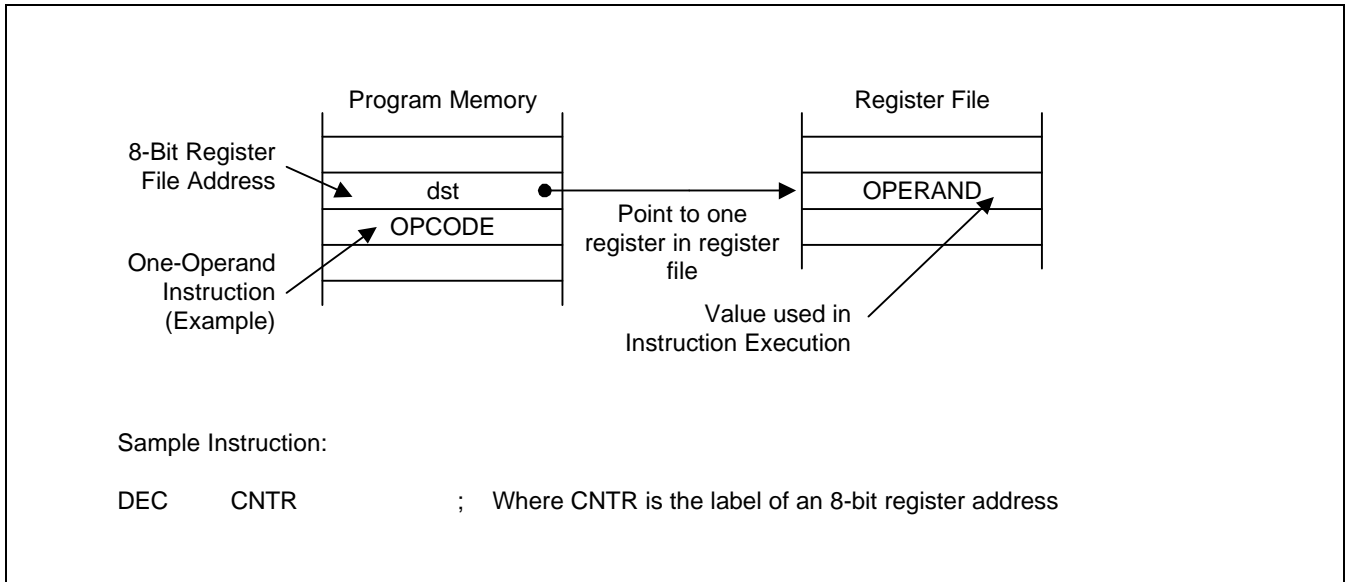 Program Memory
Register File
8-Bit Register
File Address
dst
OPERAND
OPCODE
Point to one
register in register
file
One-Operand
Instruction
(Example)
Value used in
Instruction Execution
Sample Instruction:
DEC CNTR ; Where CNTR is the label of an 8-bit register address